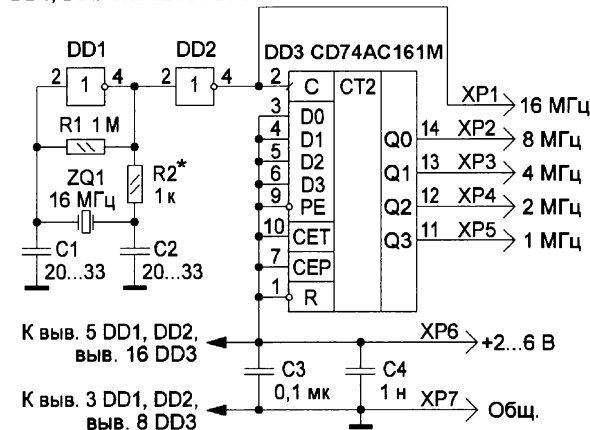 DD1 DD2 DD3 CD74AC161M
2 1 4 2 1 4 2 C CT2
R1 1 М
ZQ1
16 МГц
R2*
1 к
C1
20...33
C2
20...33
3 D0
4 D1
5 D2
6 D3
9 PE
10 CET
7 CEP
1 R
Q0 14 XP2 8 МГц
Q1 13 XP3 4 МГц
Q2 12 XP4 2 МГц
Q3 11 XP5 1 МГц
XP1 16 МГц
К выв. 5 DD1, DD2,
выв. 16 DD3
XP6 +2...6 В
C3
0,1 мк
C4
1 н
К выв. 3 DD1, DD2,
выв. 8 DD3
XP7 Общ.